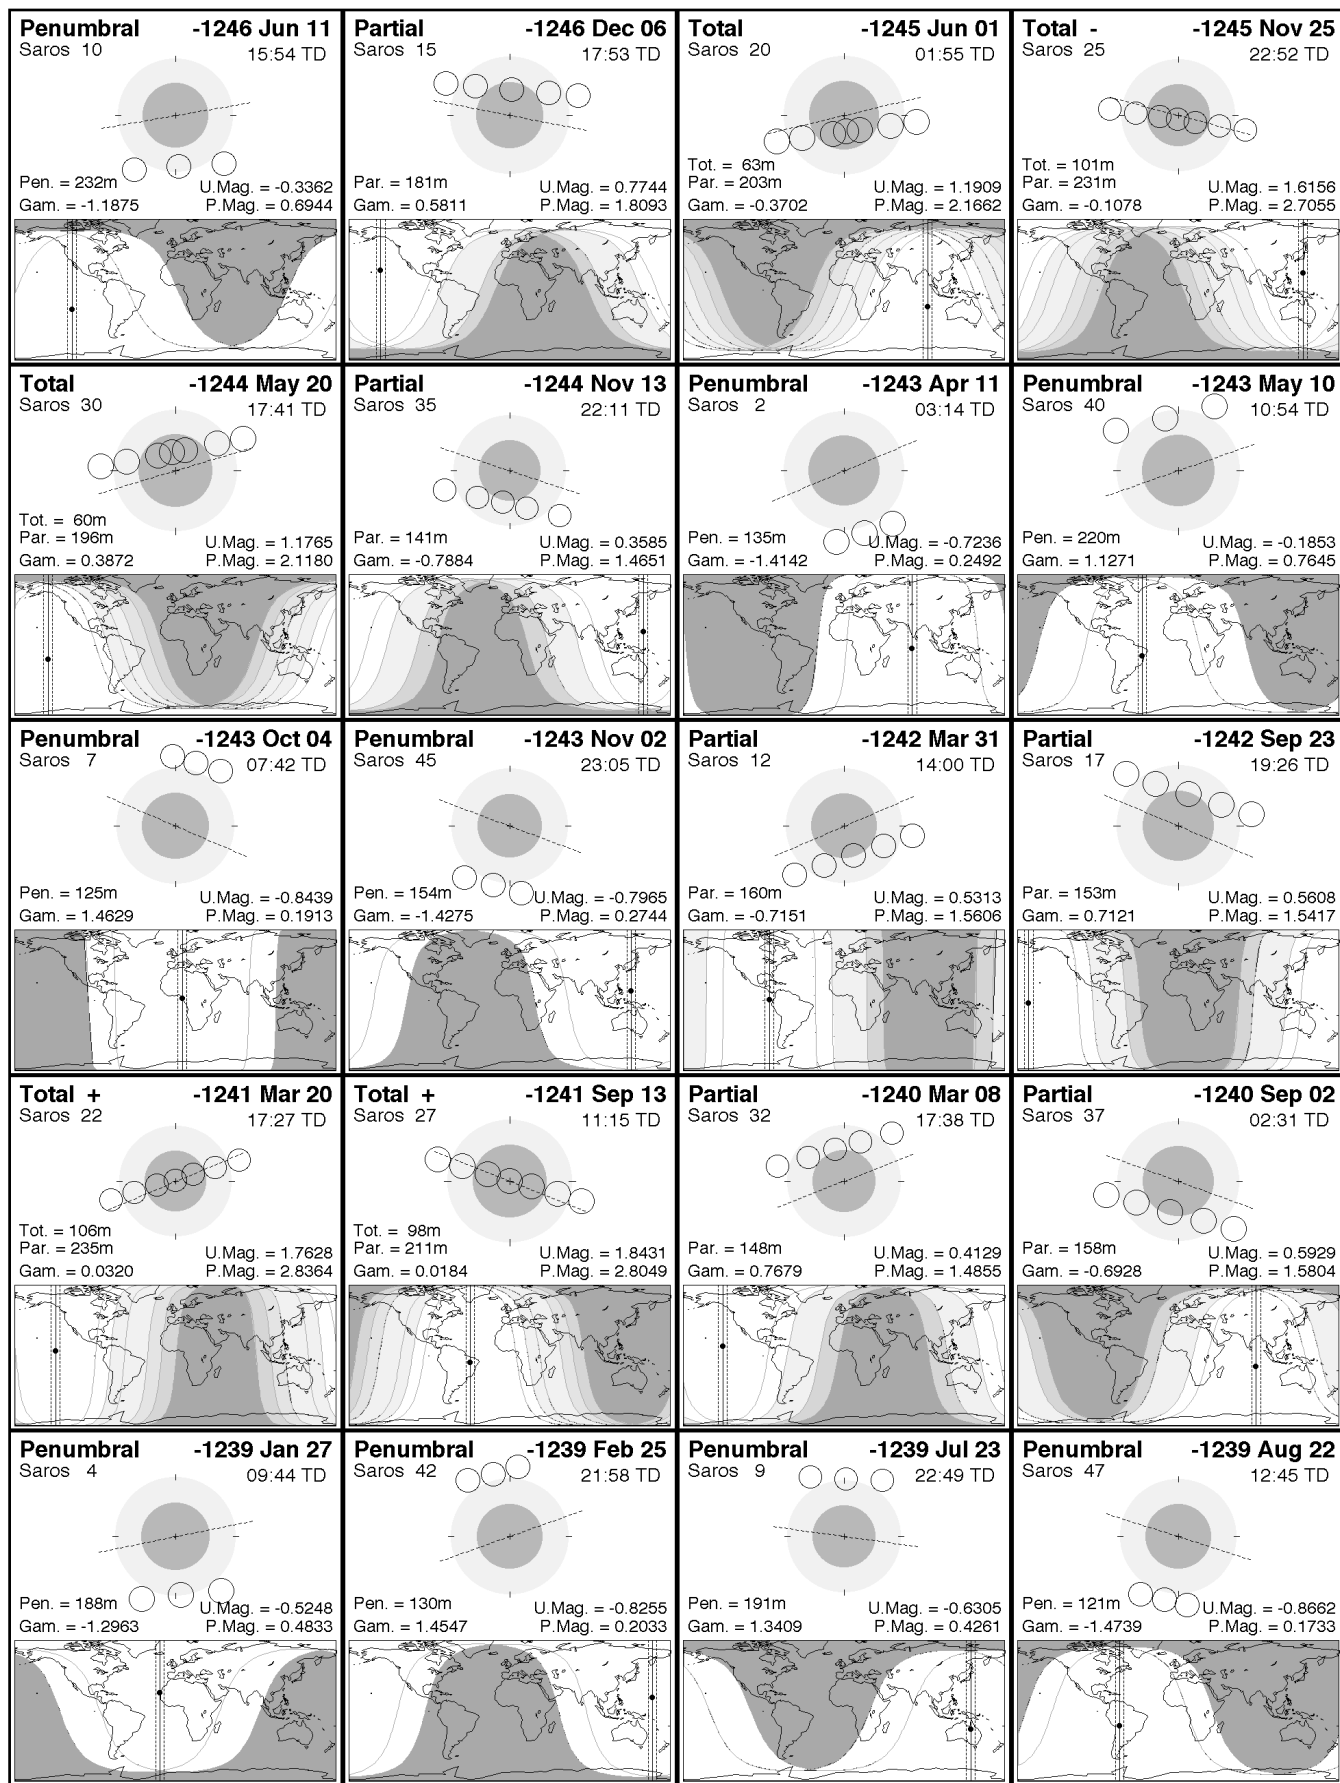 Penumbral -1246 Jun 11
Saros 10 15:54 TD
Pen. = 232m U.Mag. = -0.3362
Gam. = -1.1875 P.Mag. = 0.6944
Partial -1246 Dec 06
Saros 15 17:53 TD
Par. = 181m U.Mag. = 0.7744
Gam. = 0.5811 P.Mag. = 1.8093
Total -1245 Jun 01
Saros 20 01:55 TD
Tot. = 63m
Par. = 203m U.Mag. = 1.1909
Gam. = -0.3702 P.Mag. = 2.1662
Total - -1245 Nov 25
Saros 25 22:52 TD
Tot. = 101m
Par. = 231m U.Mag. = 1.6156
Gam. = -0.1078 P.Mag. = 2.7055
Total -1244 May 20
Saros 30 17:41 TD
Tot. = 60m
Par. = 196m U.Mag. = 1.1765
Gam. = 0.3872 P.Mag. = 2.1180
Partial -1244 Nov 13
Saros 35 22:11 TD
Par. = 141m U.Mag. = 0.3585
Gam. = -0.7884 P.Mag. = 1.4651
Penumbral -1243 Apr 11
Saros 2 03:14 TD
Pen. = 135m U.Mag. = -0.7236
Gam. = -1.4142 P.Mag. = 0.2492
Penumbral -1243 May 10
Saros 40 10:54 TD
Pen. = 220m U.Mag. = -0.1853
Gam. = 1.1271 P.Mag. = 0.7645
Penumbral -1243 Oct 04
Saros 7 07:42 TD
Pen. = 125m U.Mag. = -0.8439
Gam. = 1.4629 P.Mag. = 0.1913
Penumbral -1243 Nov 02
Saros 45 23:05 TD
Pen. = 154m U.Mag. = -0.7965
Gam. = -1.4275 P.Mag. = 0.2744
Partial -1242 Mar 31
Saros 12 14:00 TD
Par. = 160m U.Mag. = 0.5313
Gam. = -0.7151 P.Mag. = 1.5606
Partial -1242 Sep 23
Saros 17 19:26 TD
Par. = 153m U.Mag. = 0.5608
Gam. = 0.7121 P.Mag. = 1.5417
Total + -1241 Mar 20
Saros 22 17:27 TD
Tot. = 106m
Par. = 235m U.Mag. = 1.7628
Gam. = 0.0320 P.Mag. = 2.8364
Total + -1241 Sep 13
Saros 27 11:15 TD
Tot. = 98m
Par. = 211m U.Mag. = 1.8431
Gam. = 0.0184 P.Mag. = 2.8049
Partial -1240 Mar 08
Saros 32 17:38 TD
Par. = 148m U.Mag. = 0.4129
Gam. = 0.7679 P.Mag. = 1.4855
Partial -1240 Sep 02
Saros 37 02:31 TD
Par. = 158m U.Mag. = 0.5929
Gam. = -0.6928 P.Mag. = 1.5804
Penumbral -1239 Jan 27
Saros 4 09:44 TD
Pen. = 188m U.Mag. = -0.5248
Gam. = -1.2963 P.Mag. = 0.4833
Penumbral -1239 Feb 25
Saros 42 21:58 TD
Pen. = 130m U.Mag. = -0.8255
Gam. = 1.4547 P.Mag. = 0.2033
Penumbral -1239 Jul 23
Saros 9 22:49 TD
Pen. = 191m U.Mag. = -0.6305
Gam. = 1.3409 P.Mag. = 0.4261
Penumbral -1239 Aug 22
Saros 47 12:45 TD
Pen. = 121m U.Mag. = -0.8662
Gam. = -1.4739 P.Mag. = 0.1733